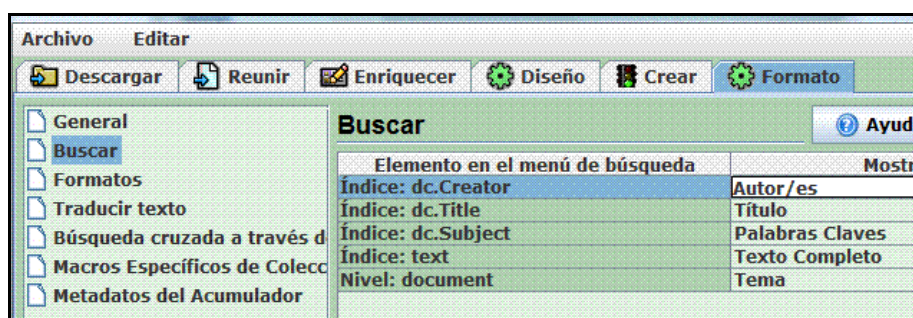 Archivo Editar
Descargar Reunir Enriquecer Diseño Crear Formato
General
Buscar
Formatos
Traducir texto
Búsqueda cruzada a través d
Macros Específicos de Colecc
Metadatos del Acumulador
Buscar Ayud
Elemento en el menú de búsqueda Mostr
Índice: dc.Creator Autor/es
Índice: dc.Title Título
Índice: dc.Subject Palabras Claves
Índice: text Texto Completo
Nivel: document Tema